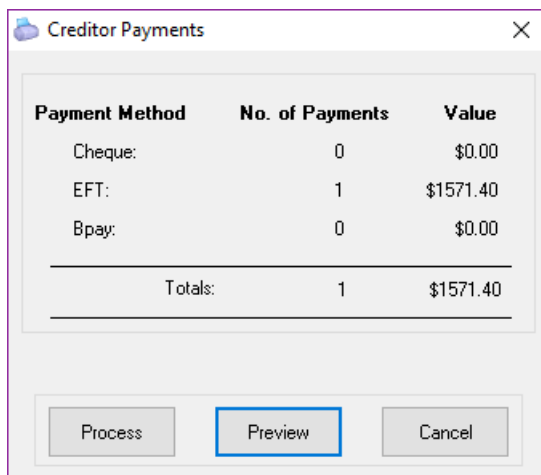 Creditor Payments
Payment Method No. of Payments Value
Cheque: 0 $0.00
EFT: 1 $1571.40
Bpay: 0 $0.00
Totals: 1 $1571.40
Process Preview Cancel